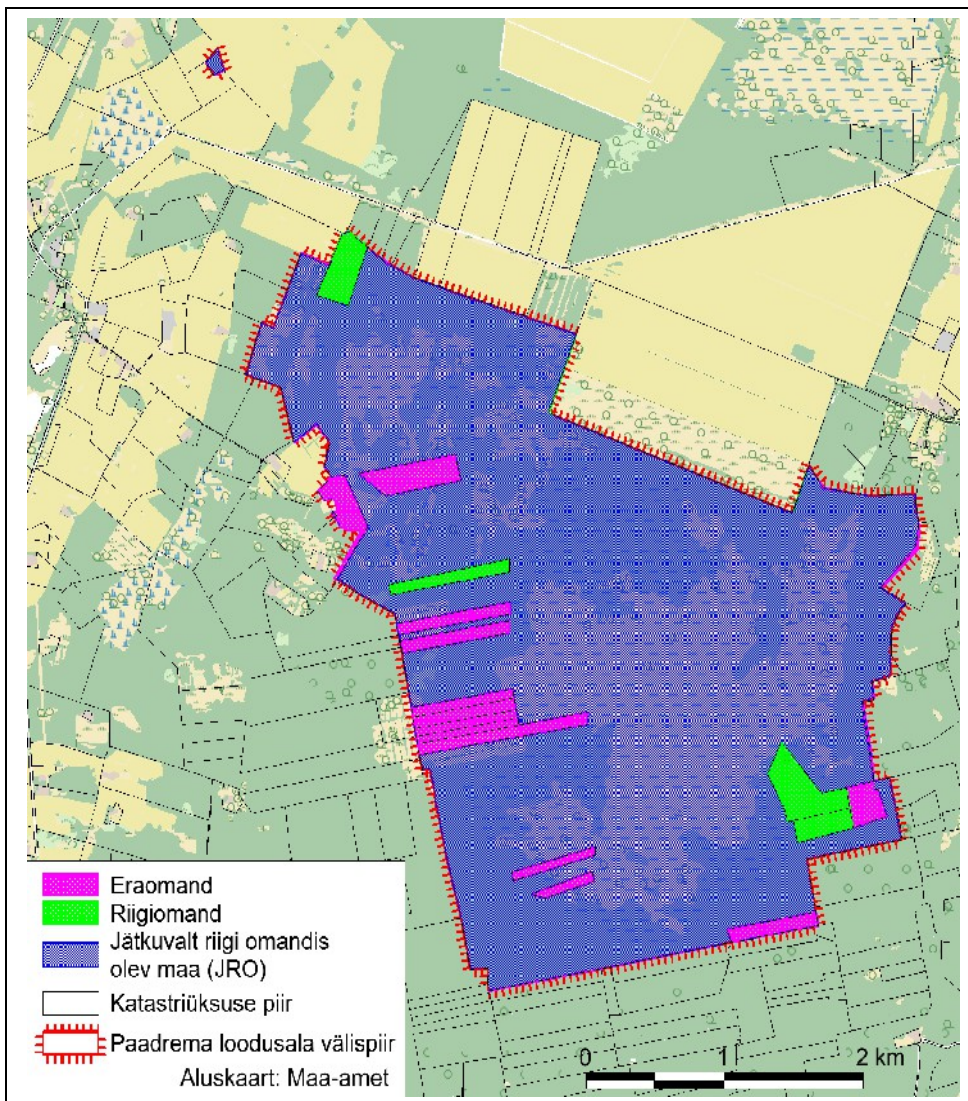 Eraomand
Riigiomand
Jätkuvalt riigi omandis
olev maa (JRO)
Katastriüksuse piir
Paadrema loodusala välispiir
Aluskaart: Maa-amet
0 1 2 km